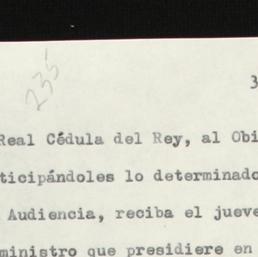 235
3
Real Cédula del Rey, al Obi
ticipándoles lo determinado
Audiencia, reciba el jueve
ministro que presidiere en